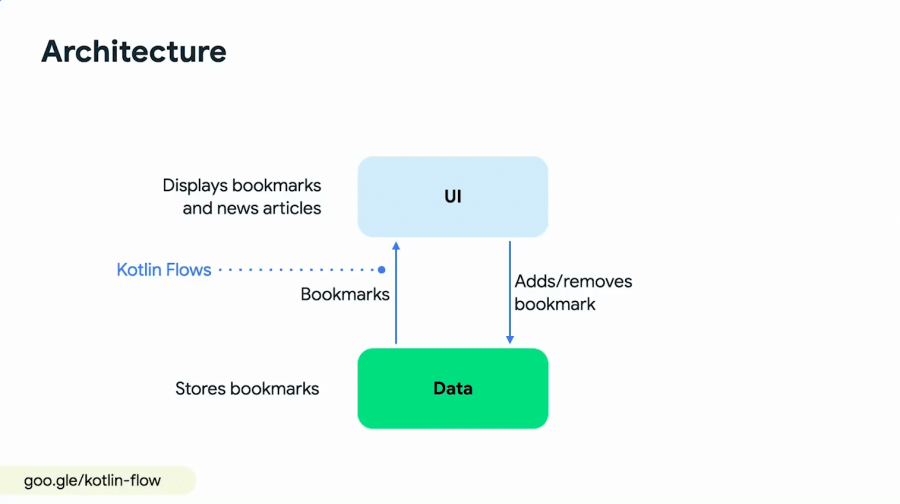 Architecture
Displays bookmarks
and news articles
UI
Kotlin Flows
Bookmarks
Adds/removes
bookmark
Stores bookmarks
Data
goo.gle/kotlin-flow